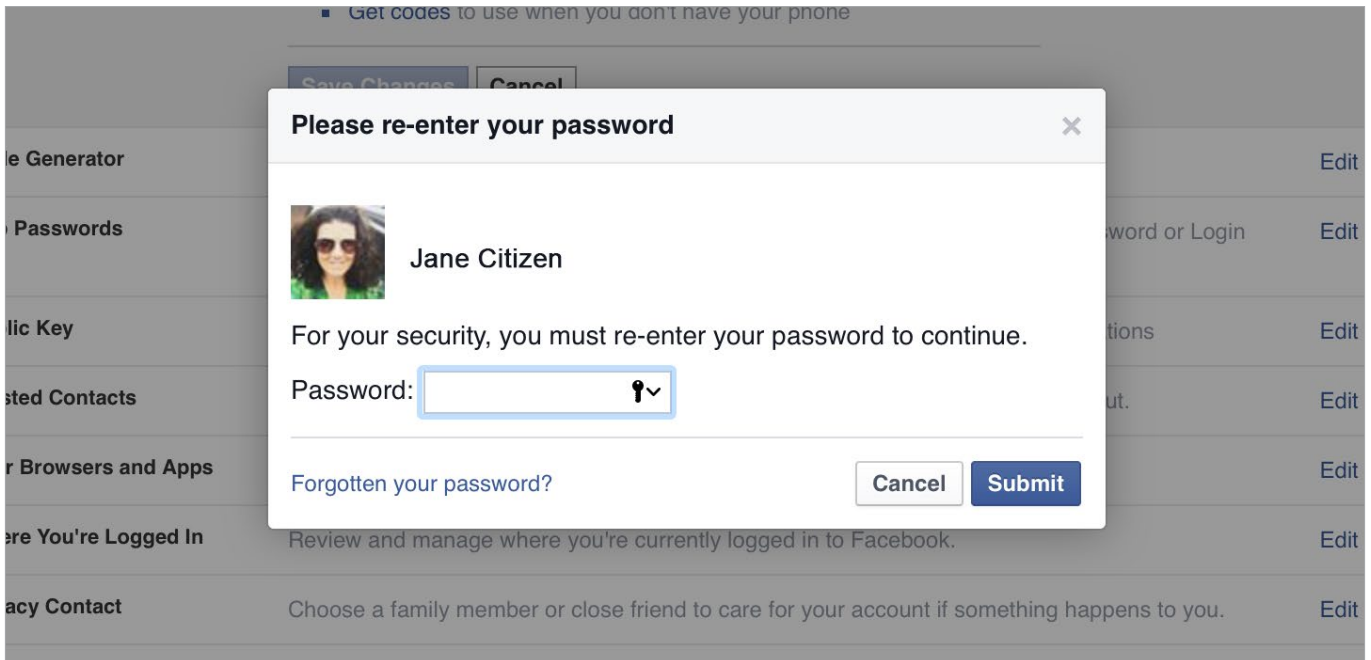 Get codes to use when you don't have your phone
Save Changes Cancel
Please re-enter your password ×
le Generator Edit
Passwords word or Login Edit
Jane Citizen
lic Key tions Edit
For your security, you must re-enter your password to continue.
Password:
sted Contacts ut. Edit
r Browsers and Apps Edit
Forgotten your password? Cancel Submit
ere You're Logged In Review and manage where you're currently logged in to Facebook. Edit
acy Contact Choose a family member or close friend to care for your account if something happens to you. Edit